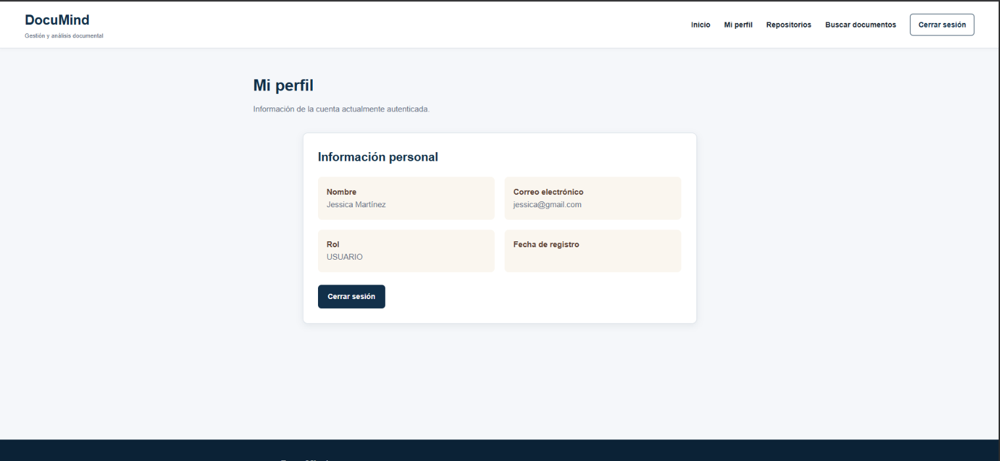 DocuMind
Gestión y análisis documental
Inicio Mi perfil Repositorios Buscar documentos Cerrar sesión
Mi perfil
Información de la cuenta actualmente autenticada.
Información personal
Nombre
Jessica Martínez
Correo electrónico
jessica@gmail.com
Rol
USUARIO
Fecha de registro
Cerrar sesión